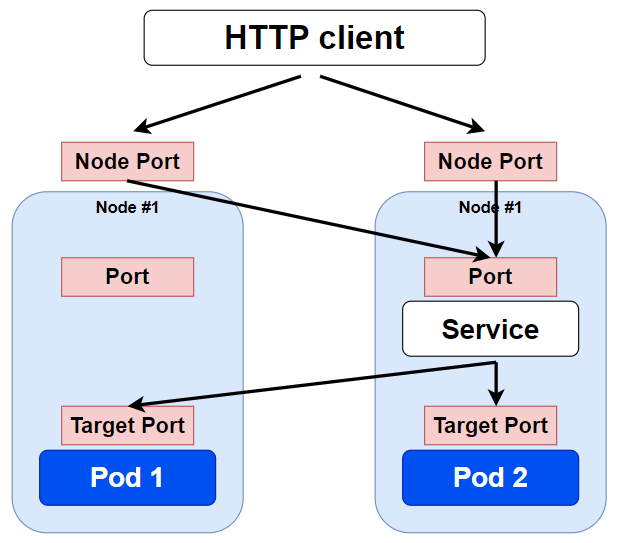 HTTP client
Node Port
Node Port
Node #1
Node #1
Port
Port
Service
Target Port
Target Port
Pod 1
Pod 2